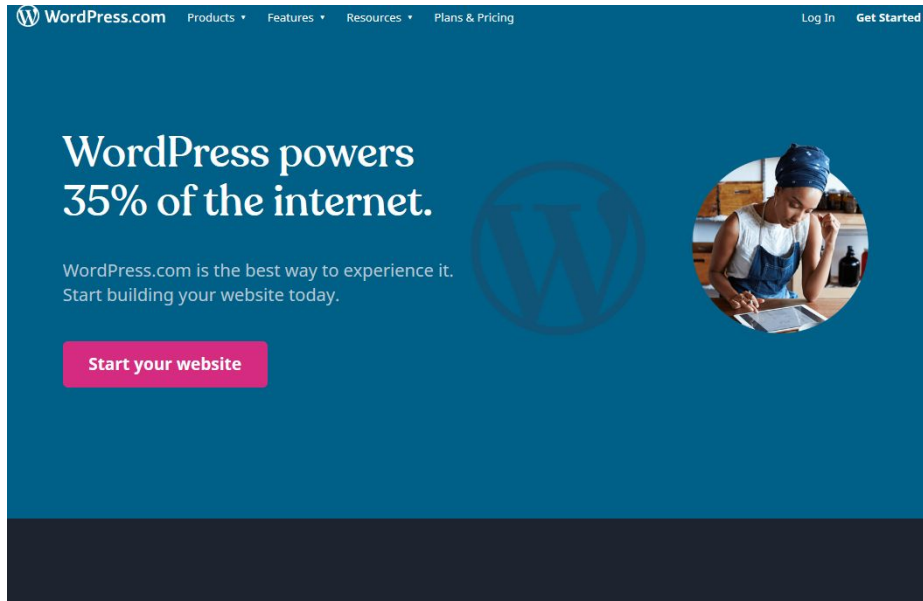 WordPress.com Products Features Resources Plans & Pricing Log In Get Started
WordPress powers
35% of the internet.
WordPress.com is the best way to experience it.
Start building your website today.
Start your website